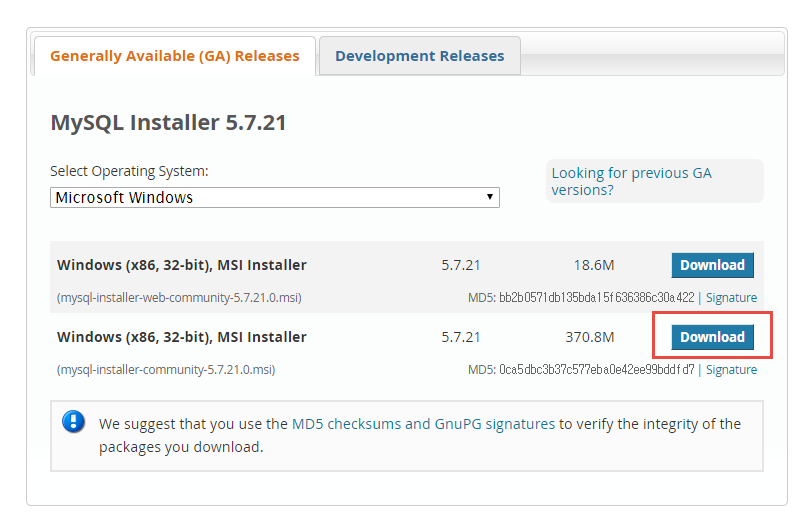 Generally Available (GA) Releases
Development Releases
MySQL Installer 5.7.21
Select Operating System:
Microsoft Windows
Looking for previous GA
versions?
Windows (x86, 32-bit), MSI Installer 5.7.21 18.6M Download
(mysql-installer-web-community-5.7.21.0.msi) MD5: bb2b0571db135bda15f636386c30a422 | Signature
Windows (x86, 32-bit), MSI Installer 5.7.21 370.8M Download
(mysql-installer-community-5.7.21.0.msi) MD5: 0ca5dbc3b37c577eba0e42ee99bddfd7 | Signature
We suggest that you use the MD5 checksums and GnuPG signatures to verify the integrity of the
packages you download.